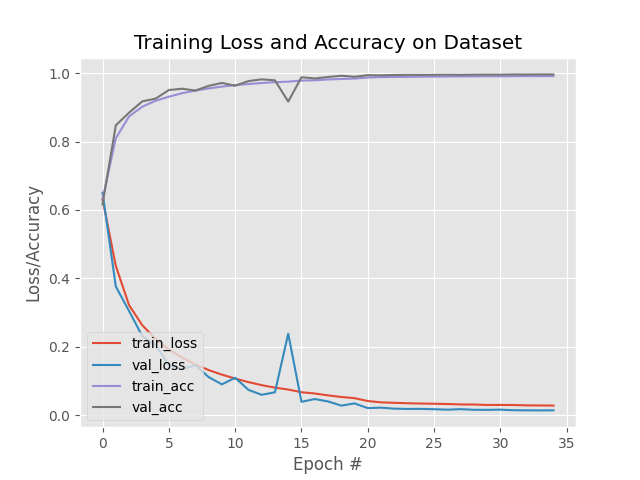 Training Loss and Accuracy on Dataset
1.0
0.8
0.6
0.4
0.2
0.0
Loss/Accuracy
train_loss
val_loss
train_acc
val_acc
0 5 10 15 20 25 30 35
Epoch #